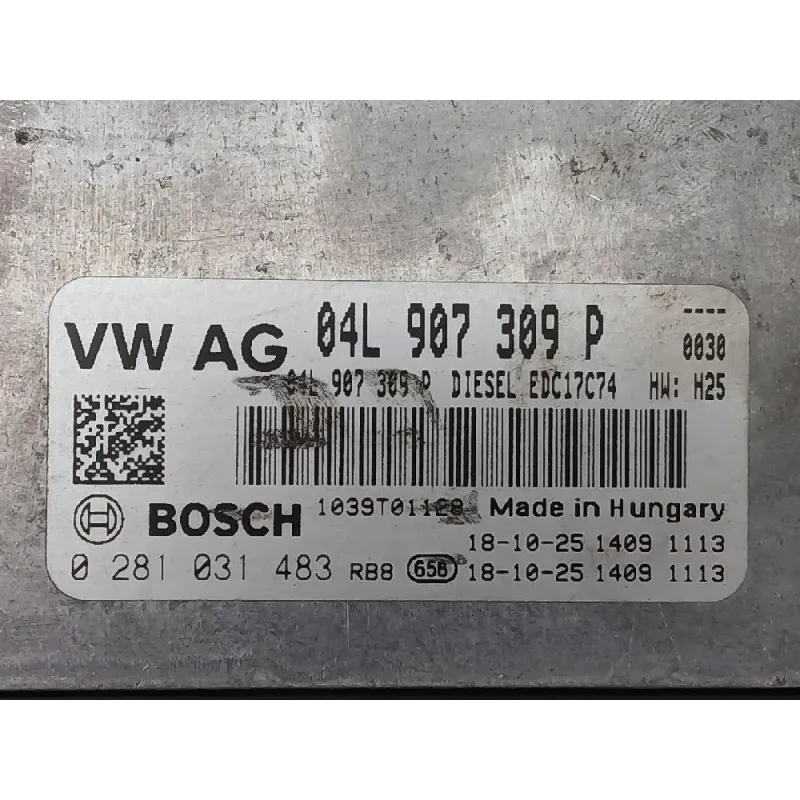 VW AG 04L 907 309 P ----
0030
04L 907 309 P DIESEL EDC17C74 HW: H25
BOSCH 1039T01128 Made in Hungary
18-10-25 1409 1113
0 281 031 483 RB8 656 18-10-25 1409 1113